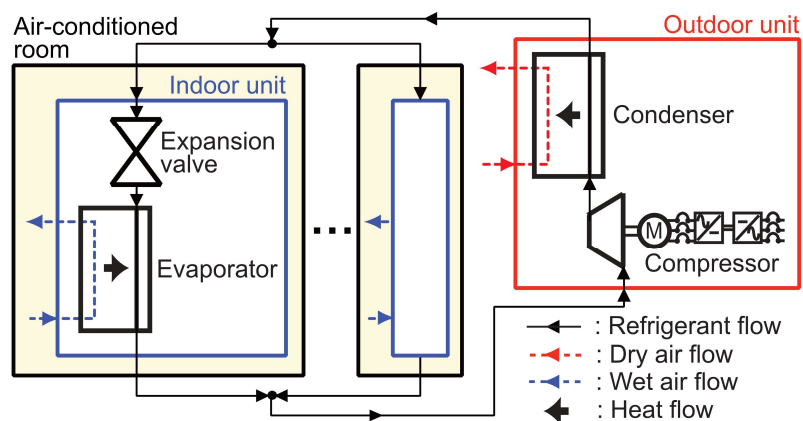 Air-conditioned
room
Outdoor unit
Indoor unit
Expansion
valve
Condenser
Evaporator
...
M
Compressor
: Refrigerant flow
: Dry air flow
: Wet air flow
: Heat flow